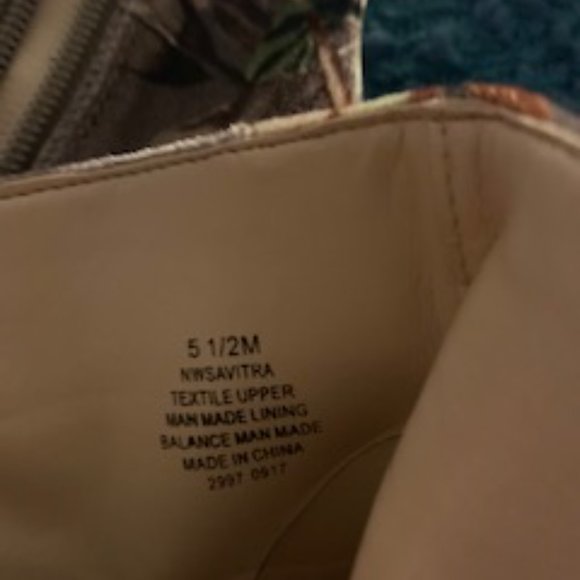 5 1/2M
NWSAVITRA
TEXTILE UPPER
MAN MADE LINING
BALANCE MAN MADE
MADE IN CHINA
2997 0917